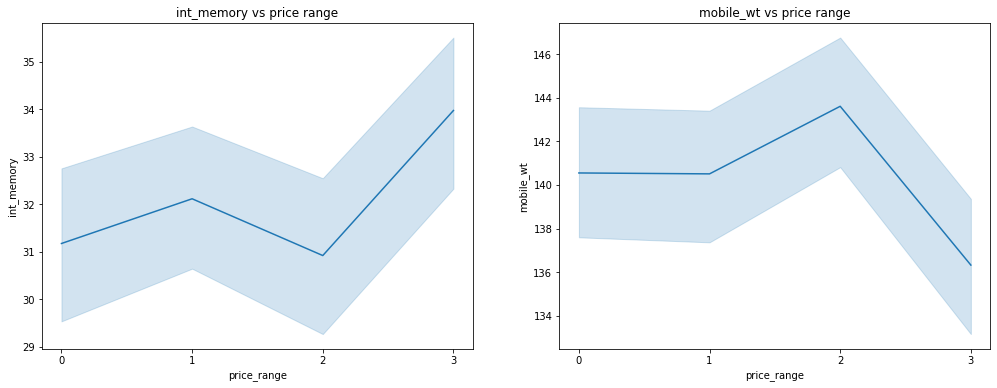 int_memory vs price range
35
34
33
32
31
30
29
int_memory
0 1 2 3
price_range
mobile_wt vs price range
146
144
142
140
138
136
134
mobile_wt
0 1 2 3
price_range